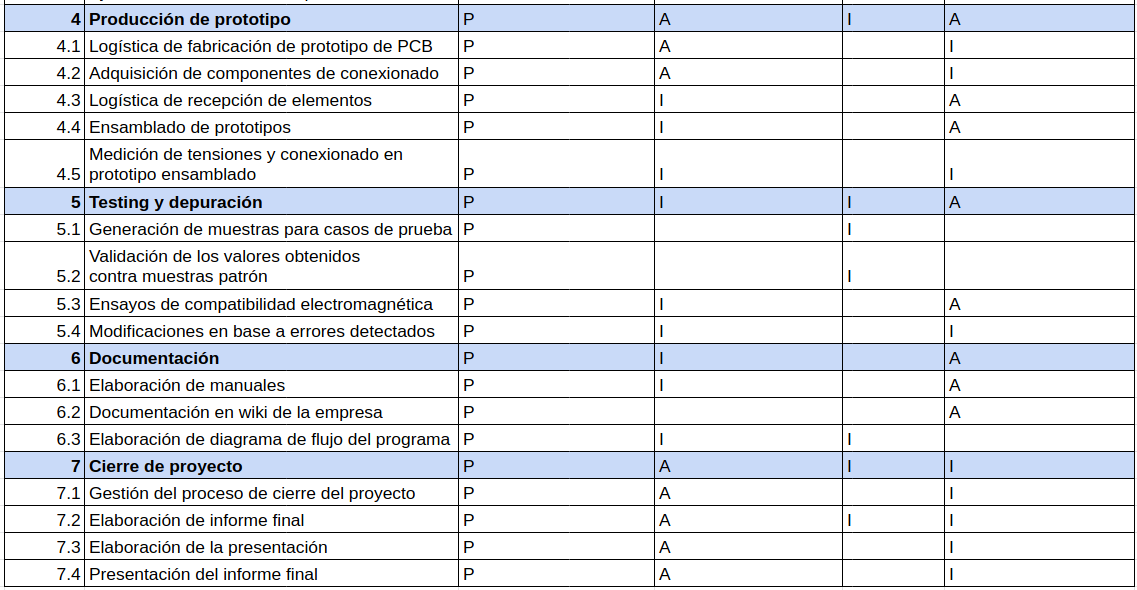 4 Producción de prototipo P A I A
4.1 Logística de fabricación de prototipo de PCB P A I
4.2 Adquisición de componentes de conexionado P A I
4.3 Logística de recepción de elementos P I A
4.4 Ensamblado de prototipos P I A
Medición de tensiones y conexionado en
4.5 prototipo ensamblado P I I
5 Testing y depuración P I I A
5.1 Generación de muestras para casos de prueba P I
Validación de los valores obtenidos
5.2 contra muestras patrón P I
5.3 Ensayos de compatibilidad electromagnética P I A
5.4 Modificaciones en base a errores detectados P I I
6 Documentación P I A
6.1 Elaboración de manuales P I A
6.2 Documentación en wiki de la empresa P A
6.3 Elaboración de diagrama de flujo del programa P I I
7 Cierre de proyecto P A I I
7.1 Gestión del proceso de cierre del proyecto P A I
7.2 Elaboración de informe final P A I I
7.3 Elaboración de la presentación P A I
7.4 Presentación del informe final P A I